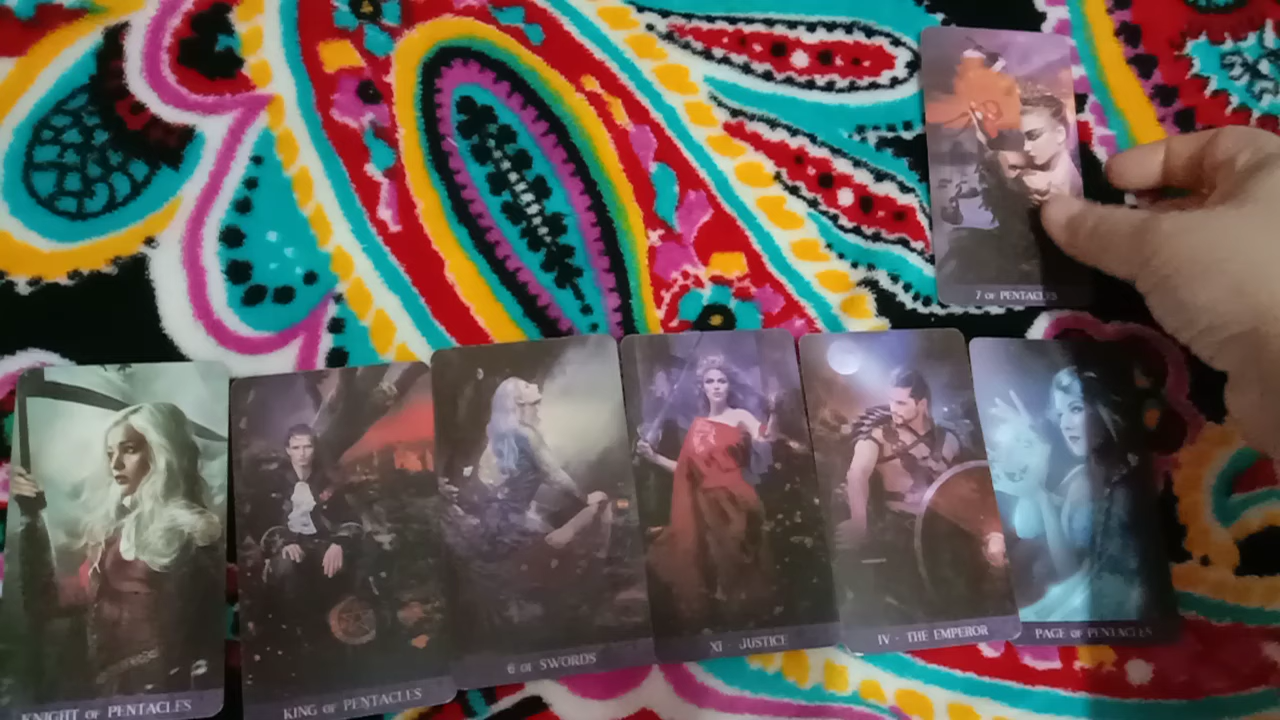 7 OF PENTACLES
KNIGHT OF PENTACLES
KING OF PENTACLES
6 OF SWORDS
XI · JUSTICE
IV · THE EMPEROR
PAGE OF PENTACLES